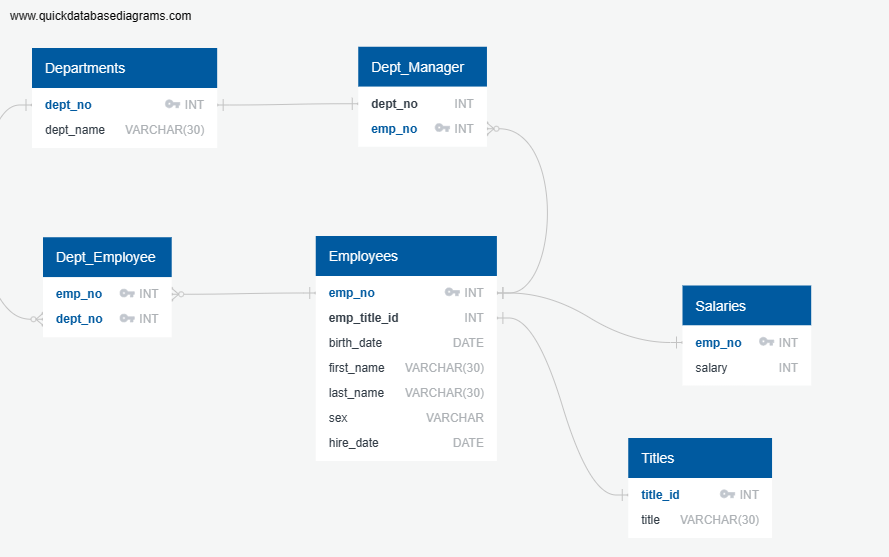 www.quickdatabasediagrams.com
Departments
dept_no INT
dept_name VARCHAR(30)
Dept_Manager
dept_no INT
emp_no INT
Dept_Employee
emp_no INT
dept_no INT
Employees
emp_no INT
emp_title_id INT
birth_date DATE
first_name VARCHAR(30)
last_name VARCHAR(30)
sex VARCHAR
hire_date DATE
Salaries
emp_no INT
salary INT
Titles
title_id INT
title VARCHAR(30)